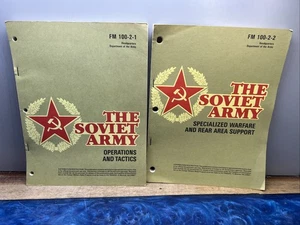 FM 100-2-1
Headquarters
Department of the Army
THE
SOVIET
ARMY
OPERATIONS
AND TACTICS
FM 100-2-2
Headquarters
Department of the Army
THE
SOVIET
ARMY
SPECIALIZED WARFARE
AND REAR AREA SUPPORT